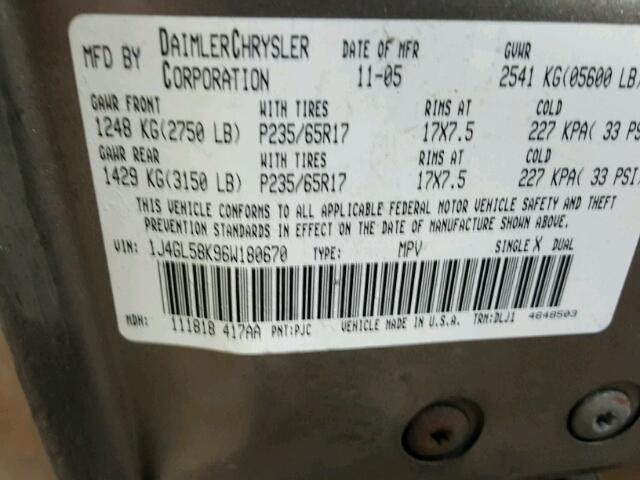 MFD BY DAIMLERCHRYSLER CORPORATION DATE OF MFR 11-05 GVWR 2541 KG(05600 LB)
GAWR FRONT WITH TIRES RIMS AT COLD
1248 KG(2750 LB) P235/65R17 17X7.5 227 KPA( 33 PSI
GAWR REAR WITH TIRES RIMS AT COLD
1429 KG(3150 LB) P235/65R17 17X7.5 227 KPA( 33 PSI)
THIS VEHICLE CONFORMS TO ALL APPLICABLE FEDERAL MOTOR VEHICLE SAFETY AND THEFT
PREVENTION STANDARDS IN EFFECT ON THE DATE OF MANUFACTURE SHOWN ABOVE.
VIN: 1J4GL58K96W180670 TYPE: MPV SINGLE X DUAL
MDH: 111818 417AA PNT:PJC VEHICLE MADE IN U.S.A. TRM:DLJ1 4648503